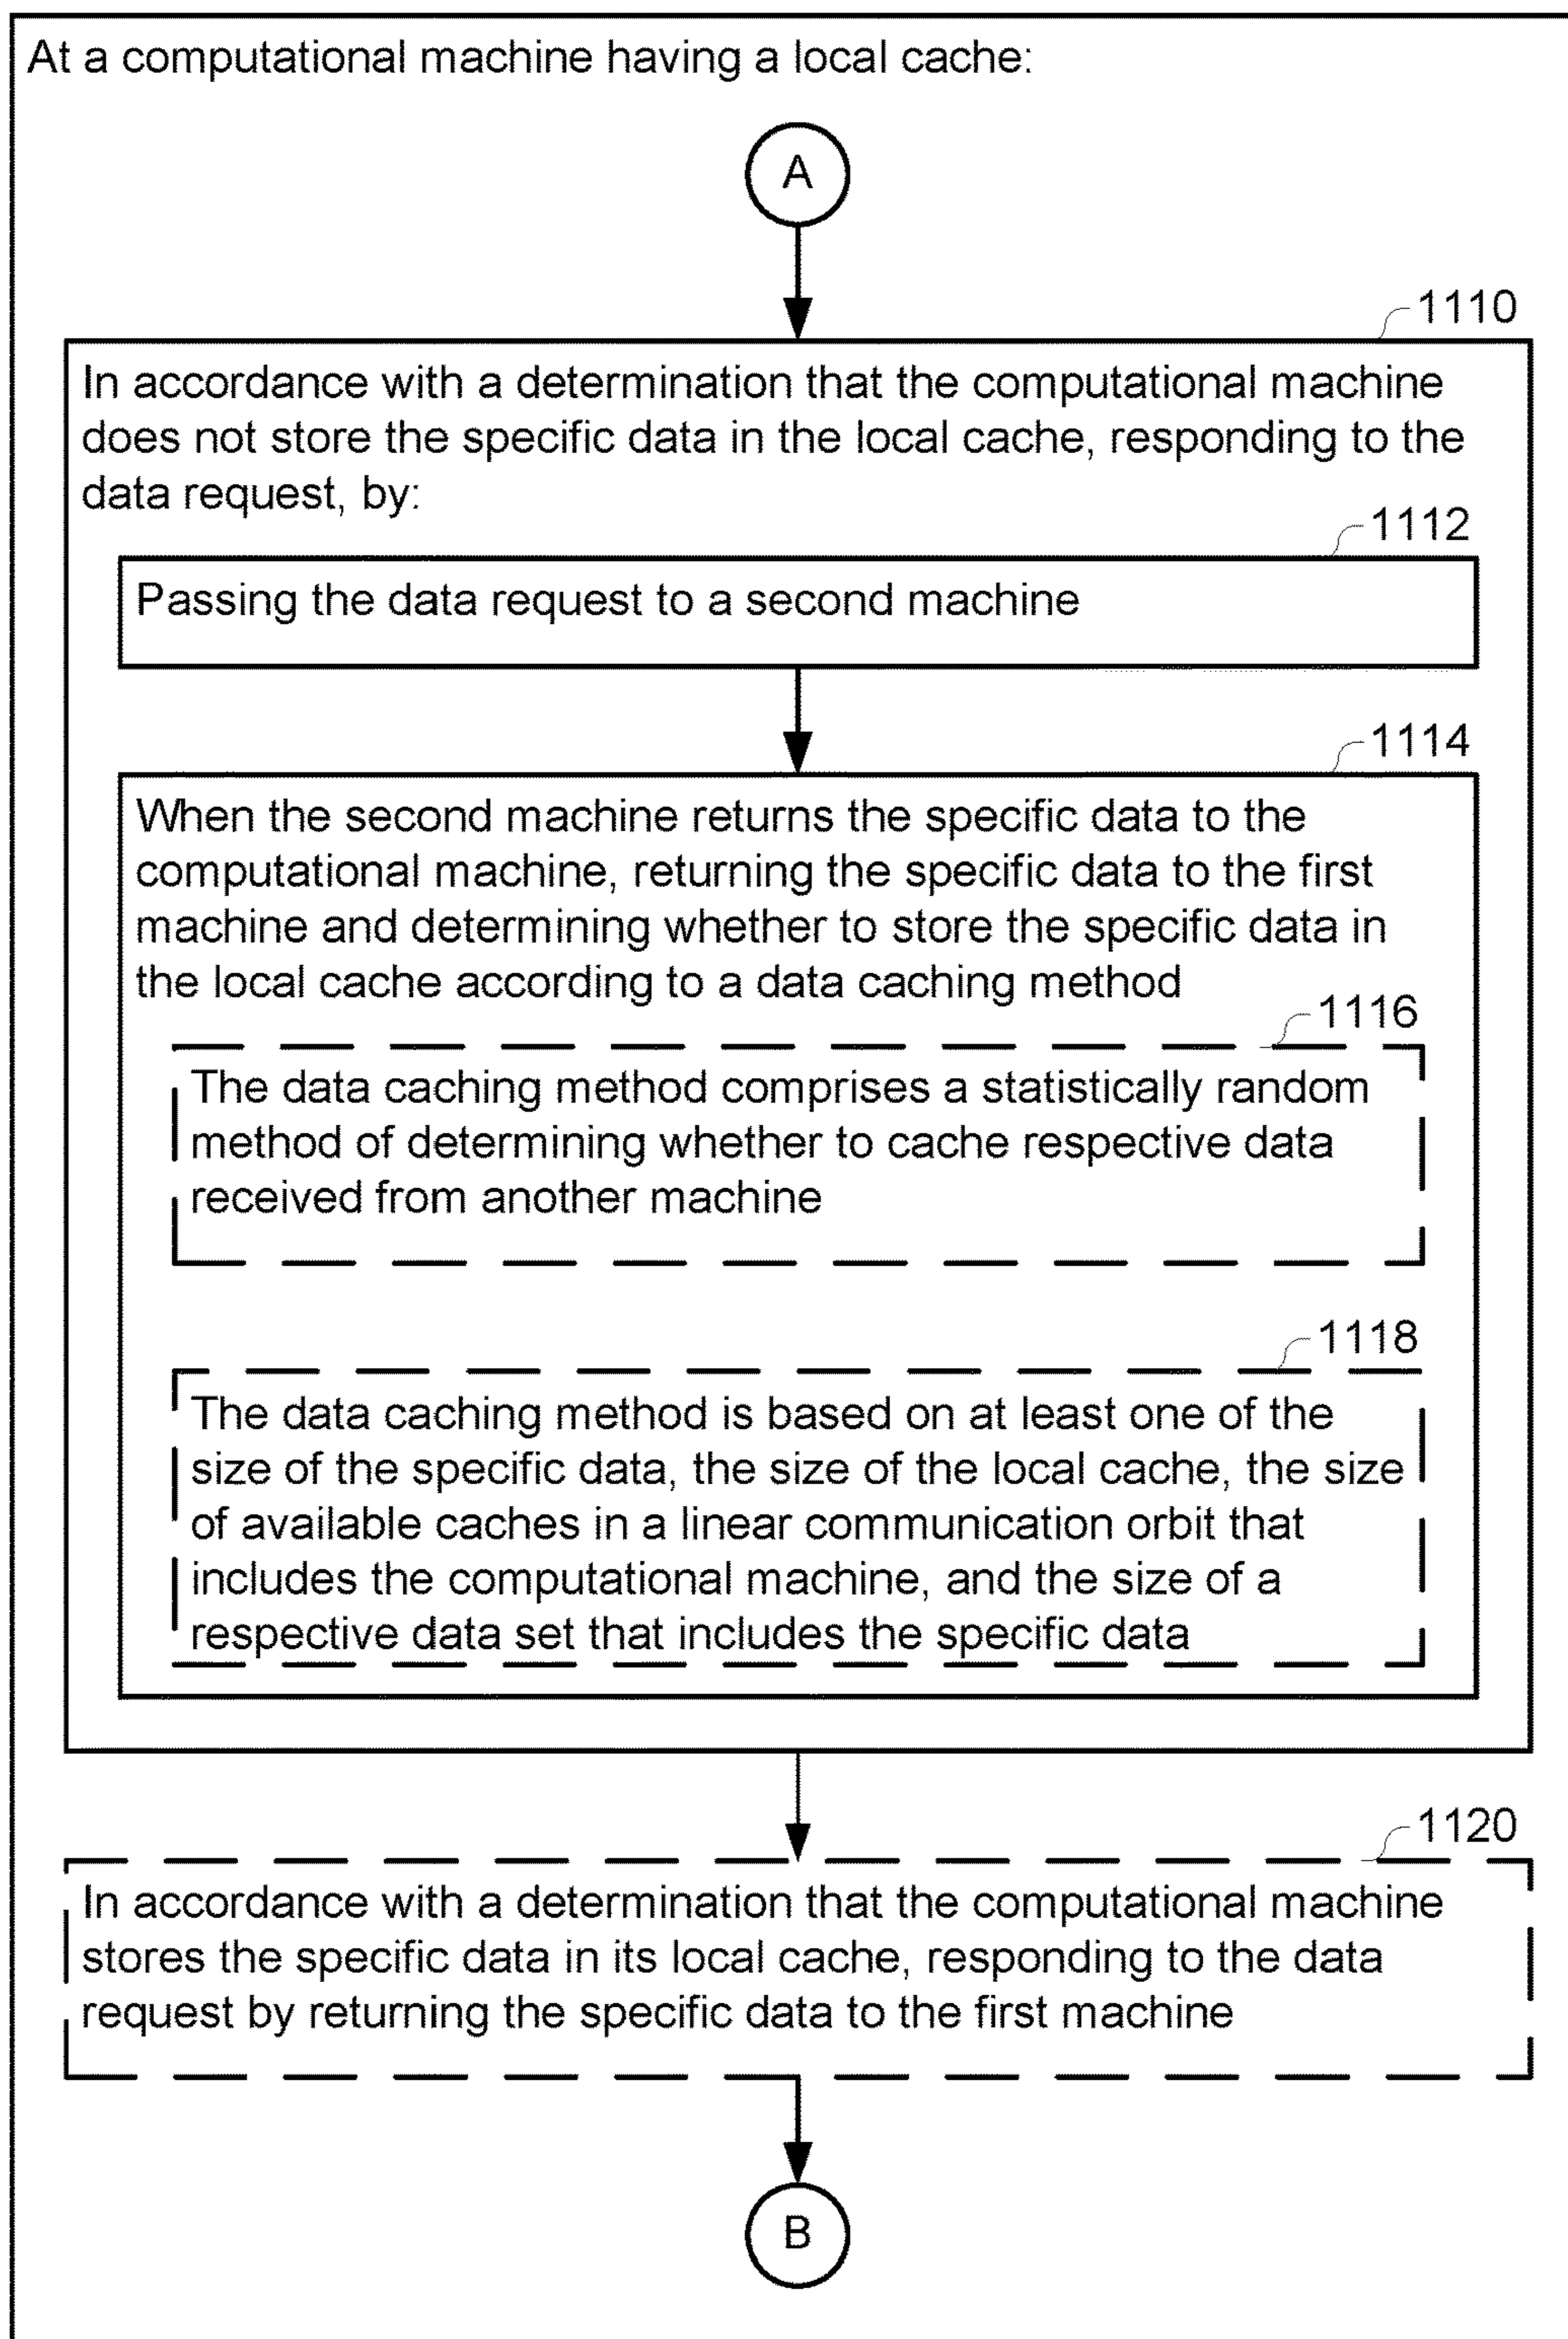 At a computational machine having a local cache:
A
1110
In accordance with a determination that the computational machine
does not store the specific data in the local cache, responding to the
data request, by:
1112
Passing the data request to a second machine
1114
When the second machine returns the specific data to the
computational machine, returning the specific data to the first
machine and determining whether to store the specific data in
the local cache according to a data caching method
1116
The data caching method comprises a statistically random
method of determining whether to cache respective data
received from another machine
1118
The data caching method is based on at least one of the
size of the specific data, the size of the local cache, the size
of available caches in a linear communication orbit that
includes the computational machine, and the size of a
respective data set that includes the specific data
1120
In accordance with a determination that the computational machine
stores the specific data in its local cache, responding to the data
request by returning the specific data to the first machine
B